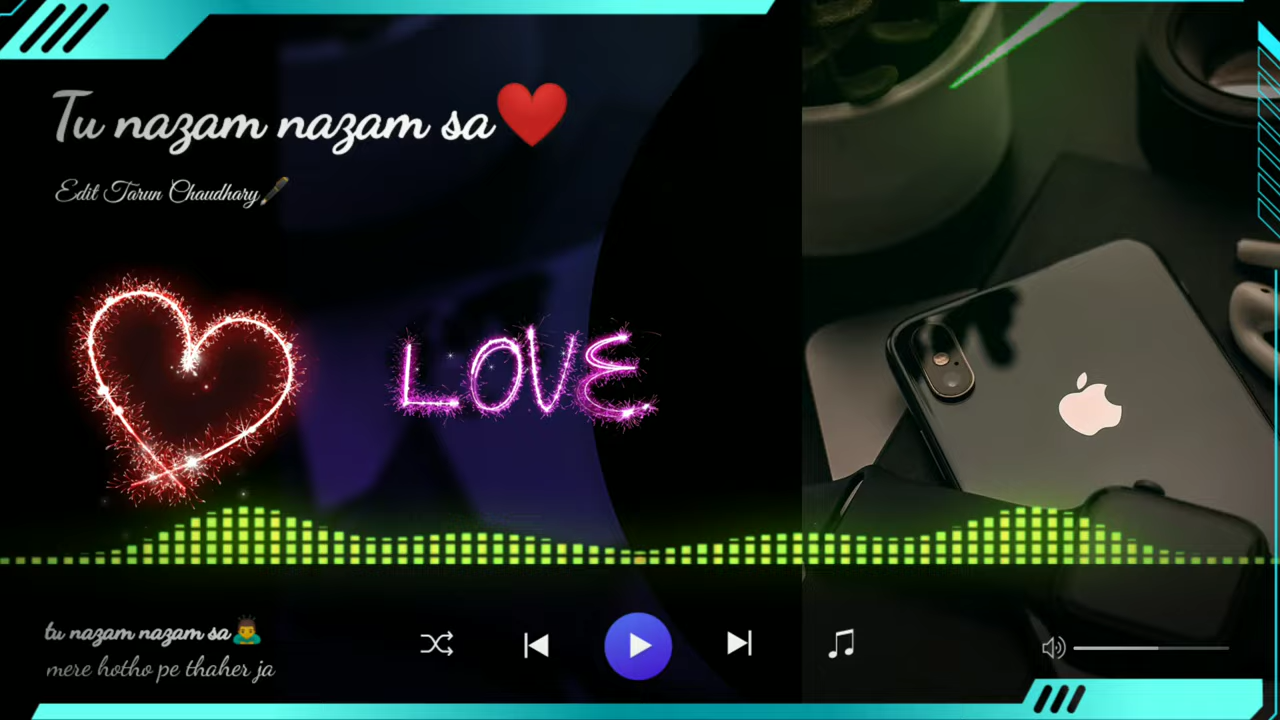 Tu nazam nazam sa❤️
Edit Tarun Chaudhary🖋️
LOVE
tu nazam nazam sa🙇‍♂️
mere hotho pe thaher ja